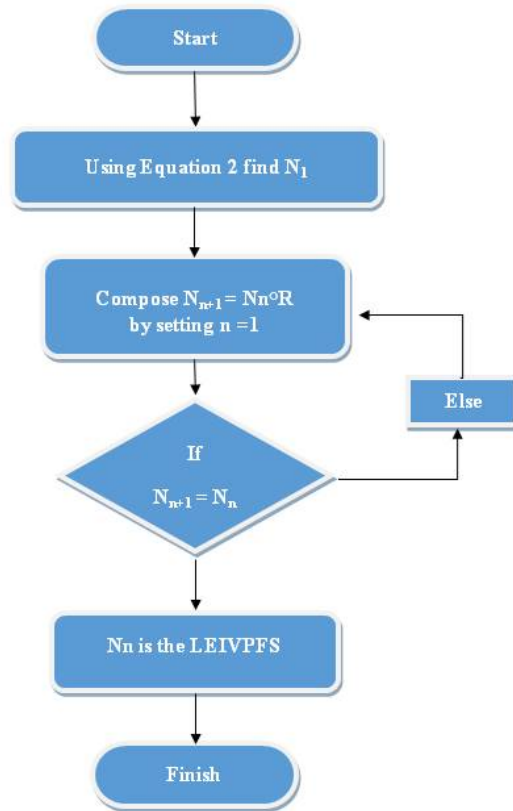 Start
Using Equation 2 find N₁
Compose Nₙ₊₁ = Nn°R
by setting n =1
Else
If
Nₙ₊₁ = Nₙ
Nn is the LEIVPFS
Finish